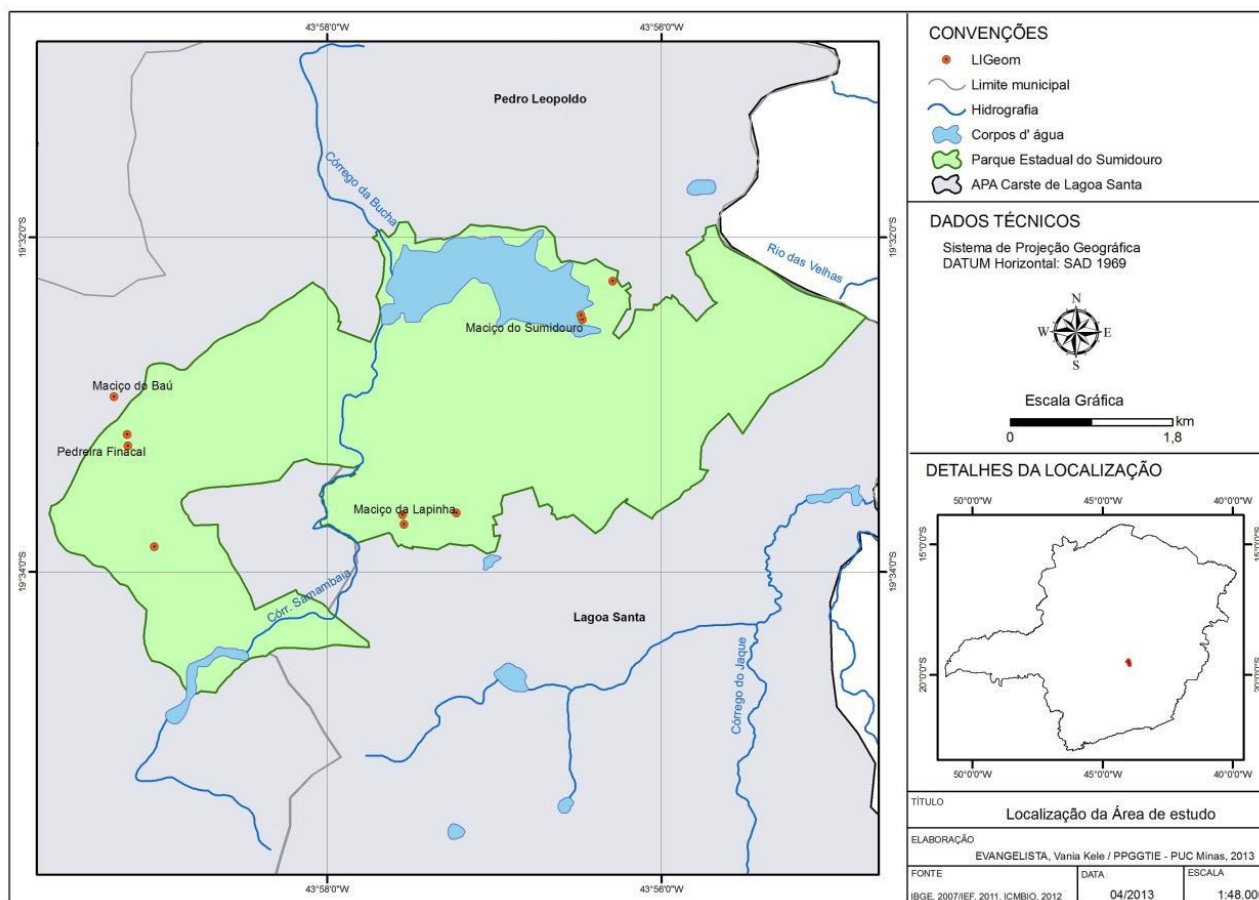 43°58'0"W
43°56'0"W
Pedro Leopoldo
Córrego da Bucha
19°32'0"S
19°32'0"S
Rio das Velhas
Maciço do Sumidouro
Maciço do Baú
Pedreira Finacal
Maciço da Lapinha
19°34'0"S
19°34'0"S
Córr. Samambaia
Lagoa Santa
Córrego do Jaque
43°58'0"W
43°56'0"W
CONVENÇÕES
LIGeom
Limite municipal
Hidrografia
Corpos d' água
Parque Estadual do Sumidouro
APA Carste de Lagoa Santa
DADOS TÉCNICOS
Sistema de Projeção Geográfica
DATUM Horizontal: SAD 1969
N
W
E
S
Escala Gráfica
km
0
1,8
DETALHES DA LOCALIZAÇÃO
50°0'0"W
45°0'0"W
40°0'0"W
15°0'0"S
20°0'0"S
50°0'0"W
45°0'0"W
40°0'0"W
TÍTULO
Localização da Área de estudo
ELABORAÇÃO
EVANGELISTA, Vania Kele / PPGGTIE - PUC Minas, 2013
FONTE
DATA
ESCALA
IBGE, 2007/IEF, 2011, ICMBIO, 2012
04/2013
1:48.00